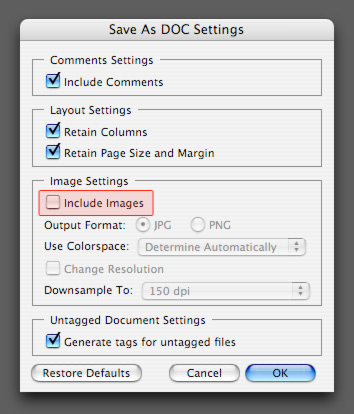 Save As DOC Settings
Comments Settings
Include Comments
Layout Settings
Retain Columns
Retain Page Size and Margin
Image Settings
Include Images
Output Format: JPG PNG
Use Colorspace: Determine Automatically
Change Resolution
Downsample To: 150 dpi
Untagged Document Settings
Generate tags for untagged files
Restore Defaults Cancel OK